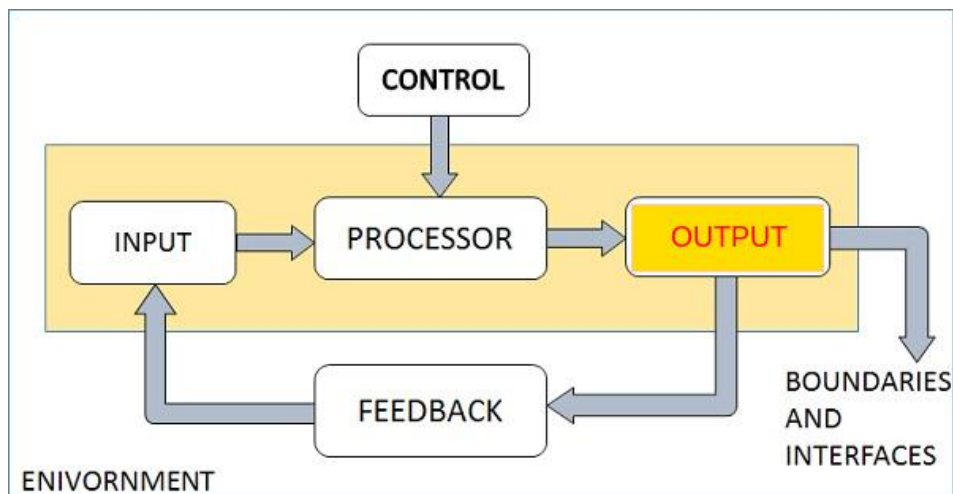 CONTROL
INPUT
PROCESSOR
OUTPUT
FEEDBACK
BOUNDARIES
AND
INTERFACES
ENIVORNMENT